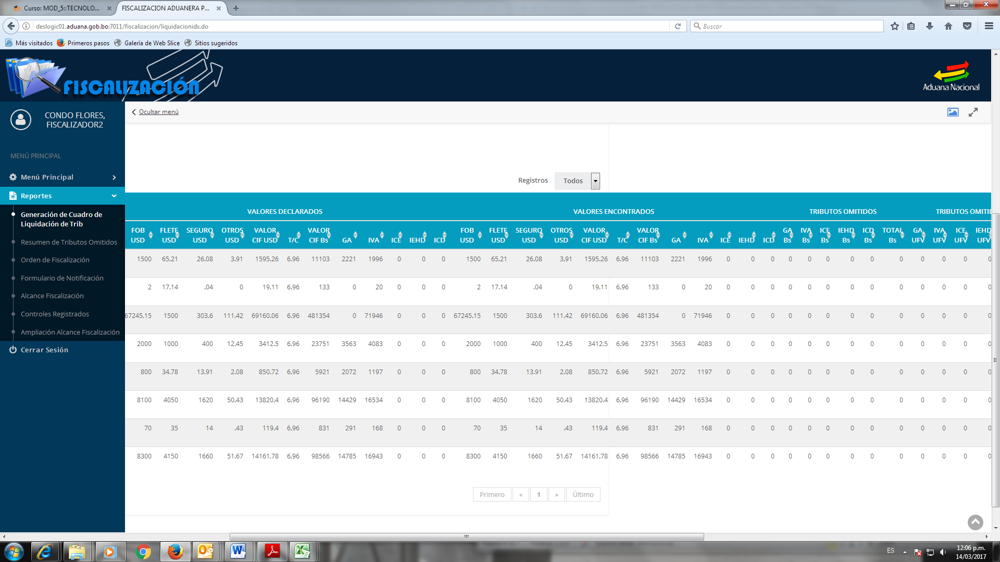 Curso: MOD_5::TECNOLO...
FISCALIZACION ADUANERA P...
deslogic01.aduana.gob.bo:7011/fiscalizacion/liquidacionidx.do
Buscar
Más visitados Primeros pasos Galería de Web Slice Sitios sugeridos
FISCALIZACIÓN
Aduana Nacional
CONDO FLORES,
FISCALIZADOR2
Ocultar menú
MENÚ PRINCIPAL
Menú Principal
Reportes
Generación de Cuadro de
Liquidación de Trib
Resumen de Tributos Omitidos
Orden de Fiscalización
Formulario de Notificación
Alcance Fiscalización
Controles Registrados
Ampliación Alcance Fiscalización
Cerrar Sesión
Registros Todos
VALORES DECLARADOS VALORES ENCONTRADOS TRIBUTOS OMITIDOS TRIBUTOS OMITID
FOB USD FLETE USD SEGURO USD OTROS USD VALOR CIF USD T/C VALOR CIF Bs GA IVA ICE IEHD ICD FOB USD FLETE USD SEGURO USD OTROS USD VALOR CIF USD T/C VALOR CIF Bs GA IVA ICE IEHD ICD GA Bs IVA Bs ICE Bs IEHD Bs ICD Bs TOTAL Bs GA UFV IVA UFV ICE UFV IEHD UFV
1500 65.21 26.08 3.91 1595.26 6.96 11103 2221 1996 0 0 0 1500 65.21 26.08 3.91 1595.26 6.96 11103 2221 1996 0 0 0 0 0 0 0 0 0 0 0 0 0
2 17.14 .04 0 19.11 6.96 133 0 20 0 0 0 2 17.14 .04 0 19.11 6.96 133 0 20 0 0 0 0 0 0 0 0 0 0 0 0 0
67245.15 1500 303.6 111.42 69160.06 6.96 481354 0 71946 0 0 0 67245.15 1500 303.6 111.42 69160.06 6.96 481354 0 71946 0 0 0 0 0 0 0 0 0 0 0 0 0
2000 1000 400 12.45 3412.5 6.96 23751 3563 4083 0 0 0 2000 1000 400 12.45 3412.5 6.96 23751 3563 4083 0 0 0 0 0 0 0 0 0 0 0 0 0
800 34.78 13.91 2.08 850.72 6.96 5921 2072 1197 0 0 0 800 34.78 13.91 2.08 850.72 6.96 5921 2072 1197 0 0 0 0 0 0 0 0 0 0 0 0 0
8100 4050 1620 50.43 13820.4 6.96 96190 14429 16534 0 0 0 8100 4050 1620 50.43 13820.4 6.96 96190 14429 16534 0 0 0 0 0 0 0 0 0 0 0 0 0
70 35 14 .43 119.4 6.96 831 291 168 0 0 0 70 35 14 .43 119.4 6.96 831 291 168 0 0 0 0 0 0 0 0 0 0 0 0 0
8300 4150 1660 51.67 14161.78 6.96 98566 14785 16943 0 0 0 8300 4150 1660 51.67 14161.78 6.96 98566 14785 16943 0 0 0 0 0 0 0 0 0 0 0 0 0
Primero « 1 » Último
ES
12:06 p.m.
14/03/2017